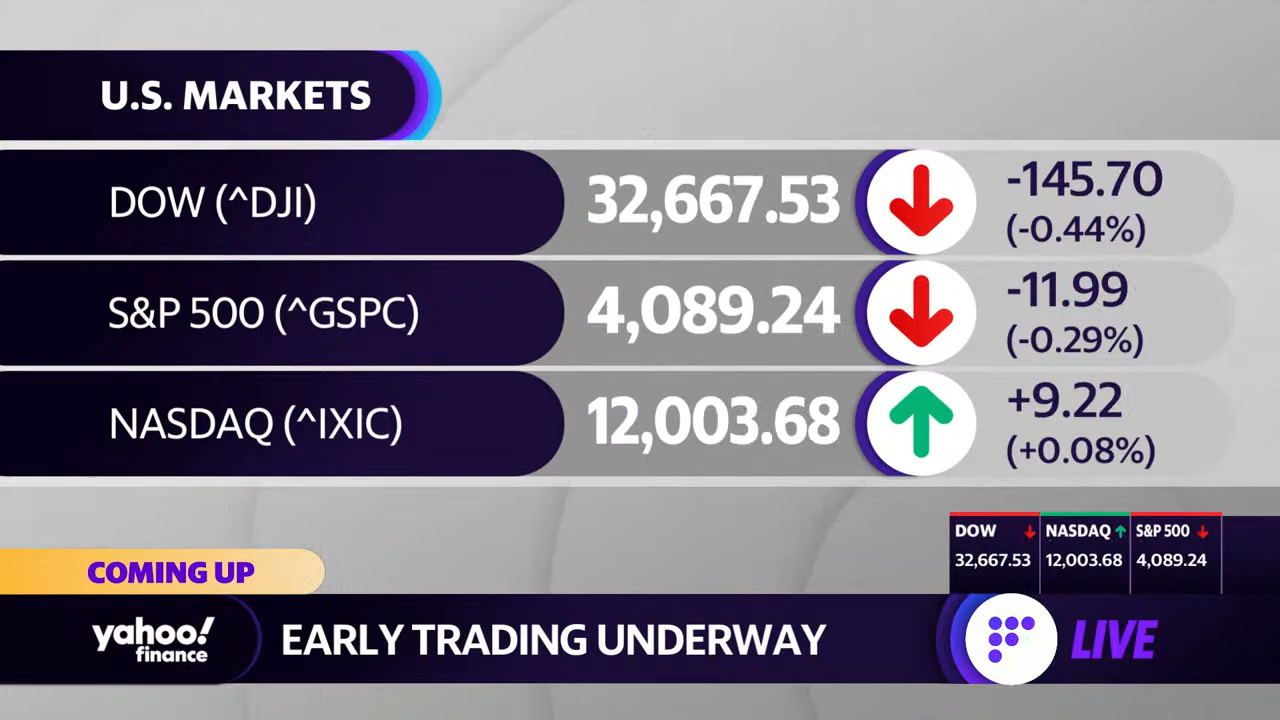 U.S. MARKETS
DOW (^DJI) 32,667.53 -145.70
(-0.44%)
S&P 500 (^GSPC) 4,089.24 -11.99
(-0.29%)
NASDAQ (^IXIC) 12,003.68 +9.22
(+0.08%)
DOW NASDAQ S&P 500
32,667.53 12,003.68 4,089.24
COMING UP
yahoo!
finance
EARLY TRADING UNDERWAY
LIVE